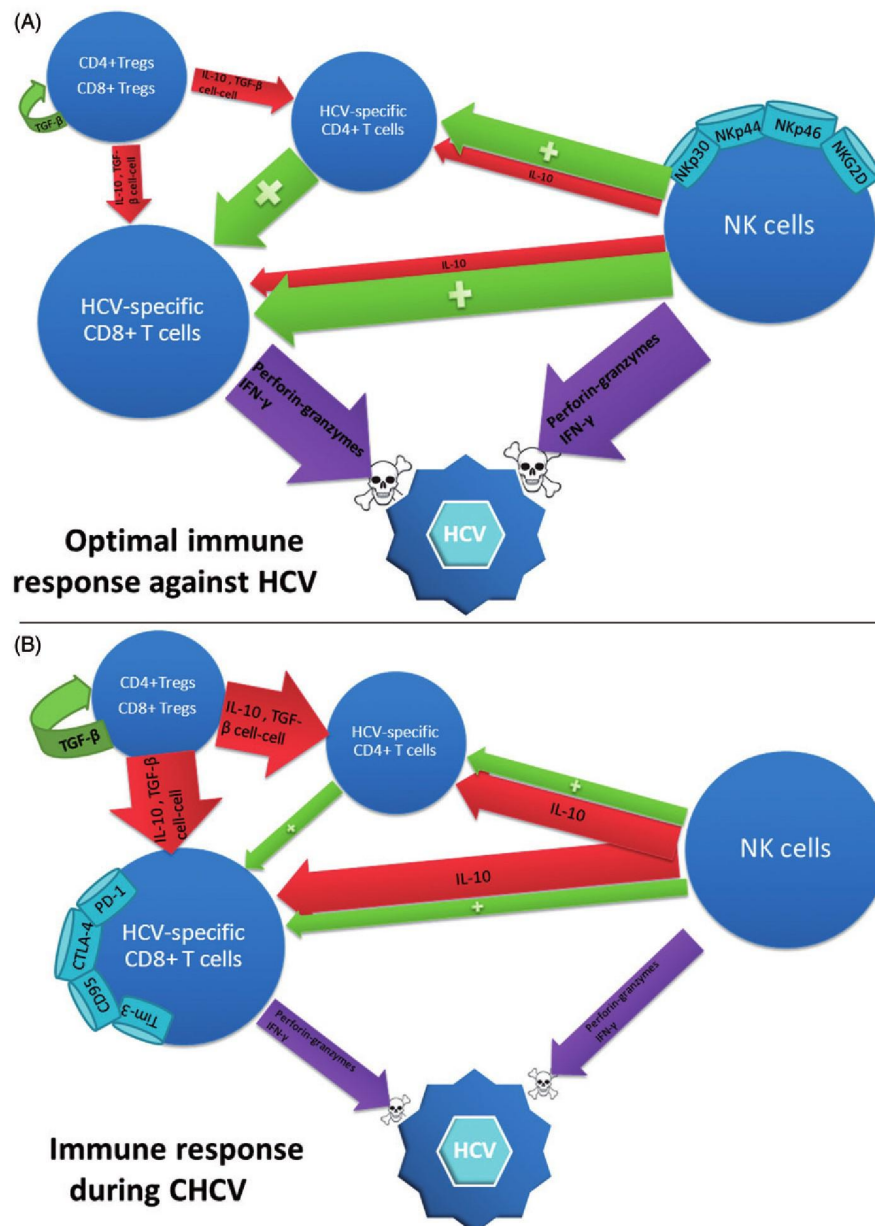 (A)
CD4+Tregs
CD8+ Tregs
TGF-β
IL-10 , TGF-β
cell-cell
IL-10 , TGF-
β cell-cell
HCV-specific
CD4+ T cells
+
IL-10
NKp30
NKp44
NKp46
NKG2D
NK cells
+
IL-10
+
HCV-specific
CD8+ T cells
Perforin-granzymes
IFN-γ
Perforin-granzymes
IFN-γ
HCV
Optimal immune
response against HCV
(B)
CD4+Tregs
CD8+ Tregs
TGF-β
IL-10 , TGF-
β cell-cell
IL-10 , TGF-β
cell-cell
HCV-specific
CD4+ T cells
+
IL-10
NK cells
+
IL-10
+
PD-1
CTLA-4
CD95
Tim-3
HCV-specific
CD8+ T cells
Perforin-granzymes
IFN-γ
Perforin-granzymes
IFN-γ
HCV
Immune response
during CHCV